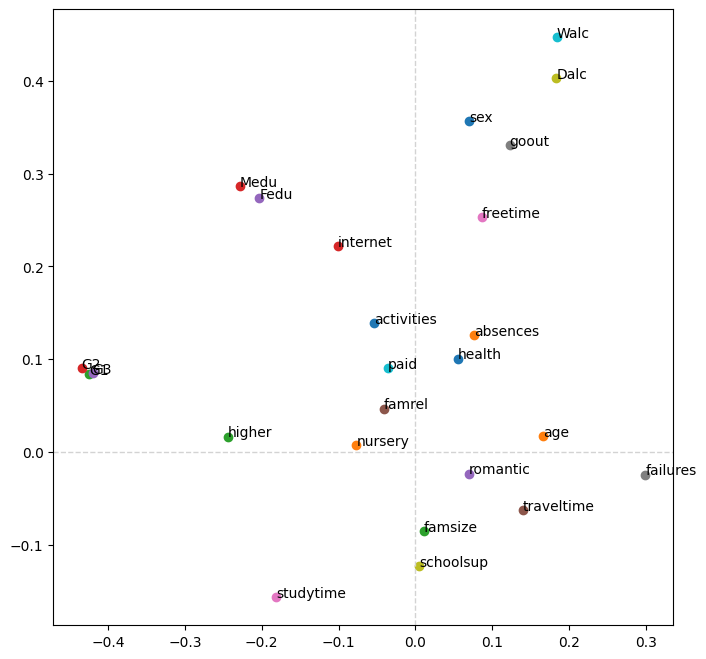 Walc
0.4
Dalc
sex
goout
0.3
Medu
Fedu
freetime
internet
0.2
activities
absences
health
0.1
G2
paid
G1
G3
famrel
higher
age
nursery
0.0
romantic
failures
traveltime
famsize
−0.1
schoolsup
studytime
−0.4 −0.3 −0.2 −0.1 0.0 0.1 0.2 0.3